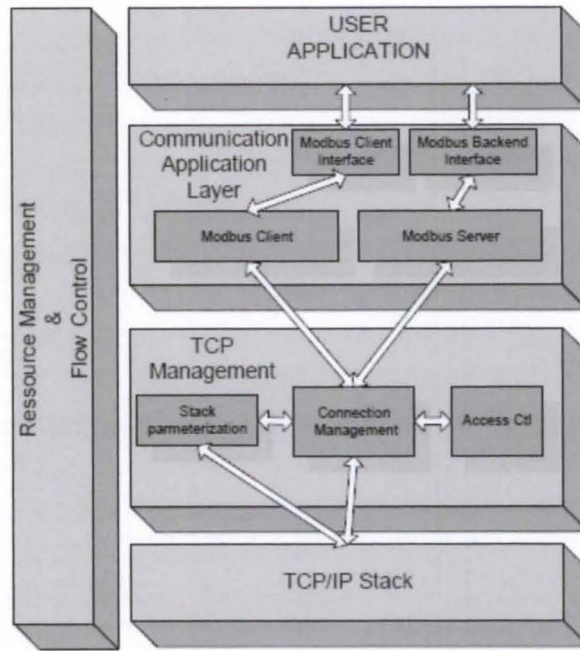 USER
APPLICATION
Communication
Application
Layer
Modbus Client
Interface
Modbus Backend
Interface
Modbus Client
Modbus Server
Ressource Management
&
Flow Control
TCP
Management
Stack
parmeterization
Connection
Management
Access Ctl
TCP/IP Stack